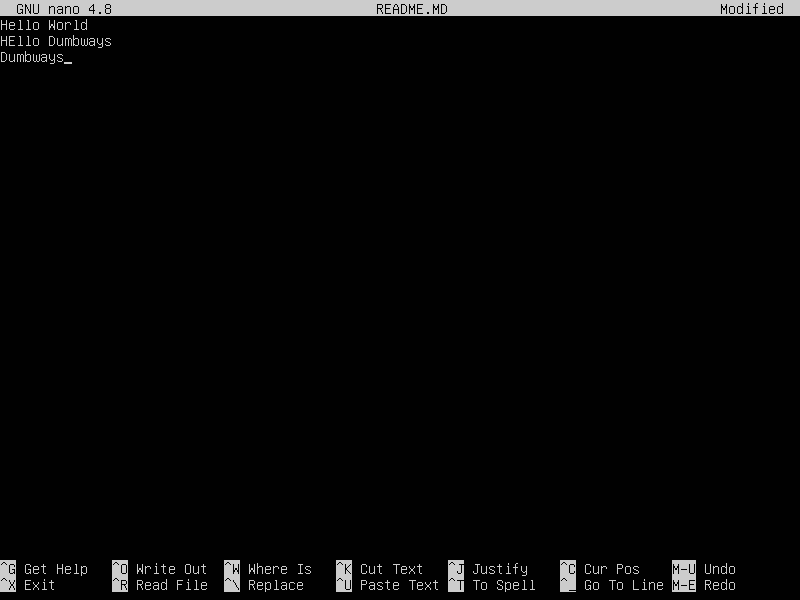 GNU nano 4.8 README.MD Modified
Hello World
HEllo Dumbways
Dumbways_
^G Get Help ^O Write Out ^W Where Is ^K Cut Text ^J Justify ^C Cur Pos M-U Undo
^X Exit ^R Read File ^\ Replace ^U Paste Text ^T To Spell ^_ Go To Line M-E Redo